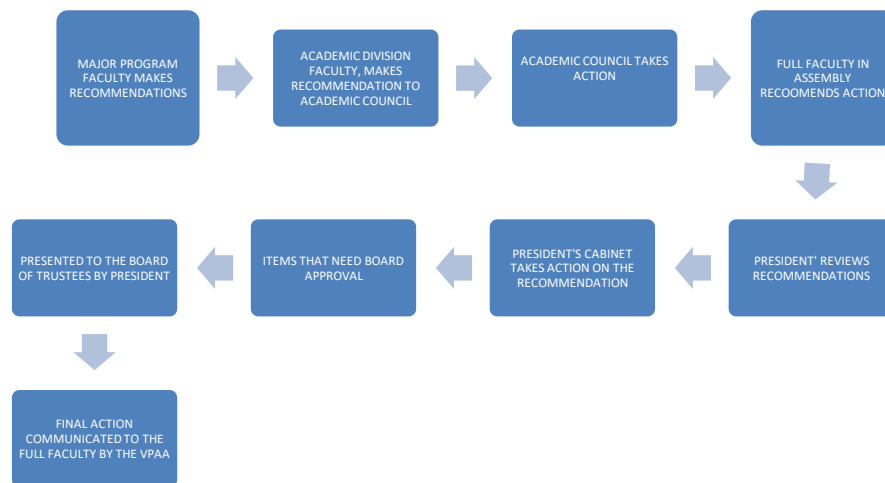 MAJOR PROGRAM
FACULTY MAKES
RECOMMENDATIONS
ACADEMIC DIVISION
FACULTY, MAKES
RECOMMENDATION TO
ACADEMIC COUNCIL
ACADEMIC COUNCIL TAKES
ACTION
FULL FACULTY IN
ASSEMBLY
RECOOMENDS ACTION
PRESIDENT' REVIEWS
RECOMMENDATIONS
PRESIDENT'S CABINET
TAKES ACTION ON THE
RECOMMENDATION
ITEMS THAT NEED BOARD
APPROVAL
PRESENTED TO THE BOARD
OF TRUSTEES BY PRESIDENT
FINAL ACTION
COMMUNICATED TO THE
FULL FACULTY BY THE VPAA